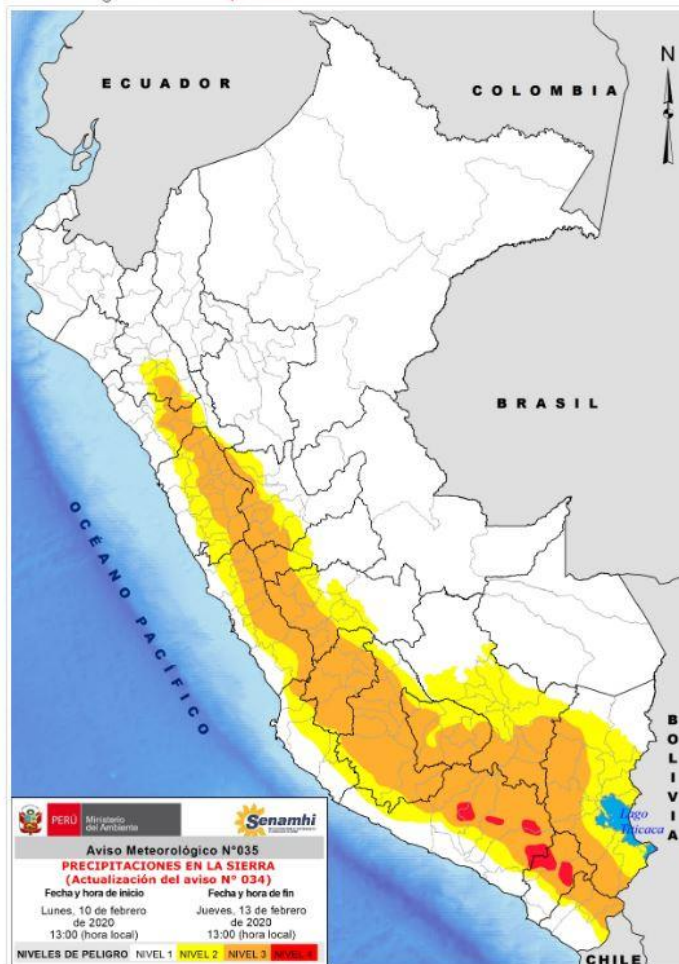 ECUADOR
COLOMBIA
N
BRASIL
OCÉANO PACÍFICO
BOLIVIA
Lago
Titicaca
PERÚ
Ministerio
del Ambiente
Senamhi
Aviso Meteorológico N°035
PRECIPITACIONES EN LA SIERRA
(Actualización del aviso N° 034)
Fecha y hora de inicio
Lunes, 10 de febrero
de 2020
13:00 (hora local)
Fecha y hora de fin
Jueves, 13 de febrero
de 2020
13:00 (hora local)
NIVELES DE PELIGRO NIVEL 1 NIVEL 2 NIVEL 3 NIVEL 4
CHILE